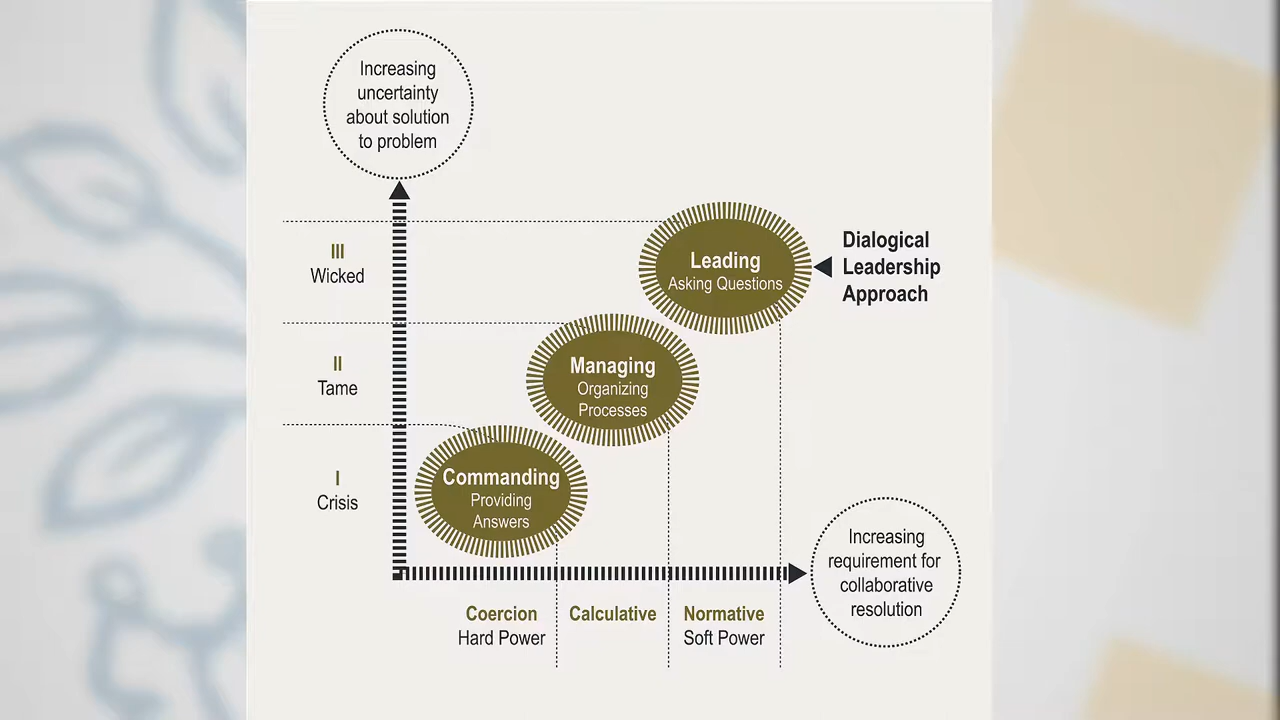 Increasing
uncertainty
about solution
to problem
III
Wicked
Leading
Asking Questions
Dialogical
Leadership
Approach
II
Tame
Managing
Organizing
Processes
I
Crisis
Commanding
Providing
Answers
Increasing
requirement for
collaborative
resolution
Coercion
Hard Power
Calculative
Normative
Soft Power